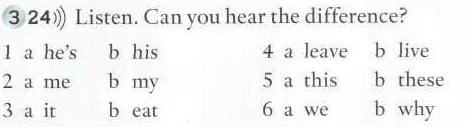 3 24))) Listen. Can you hear the difference?
1 a he's b his 4 a leave b live
2 a me b my 5 a this b these
3 a it b eat 6 a we b why